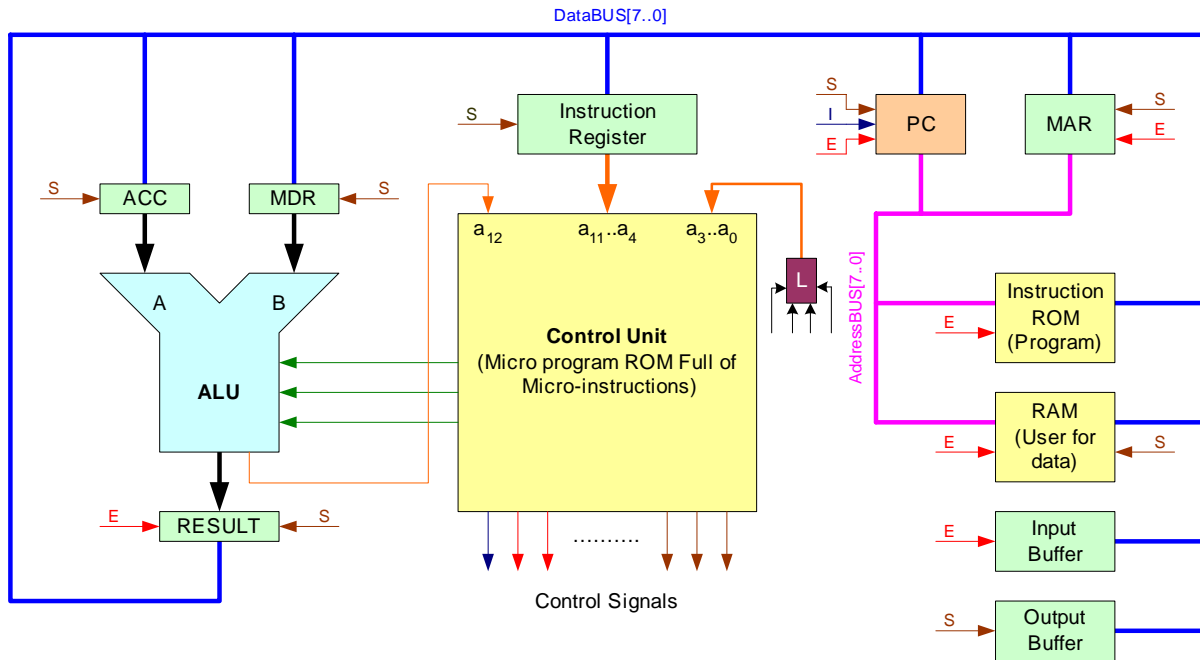 DataBUS[7..0]
S
Instruction
Register
S
I
E
PC
MAR
S
E
S
ACC
MDR
S
a12
a11..a4
a3..a0
L
A
B
ALU
Control Unit
(Micro program ROM Full of
Micro-instructions)
AddressBUS[7..0]
E
Instruction
ROM
(Program)
E
RAM
(User for
data)
S
E
RESULT
S
..........
Control Signals
E
Input
Buffer
S
Output
Buffer